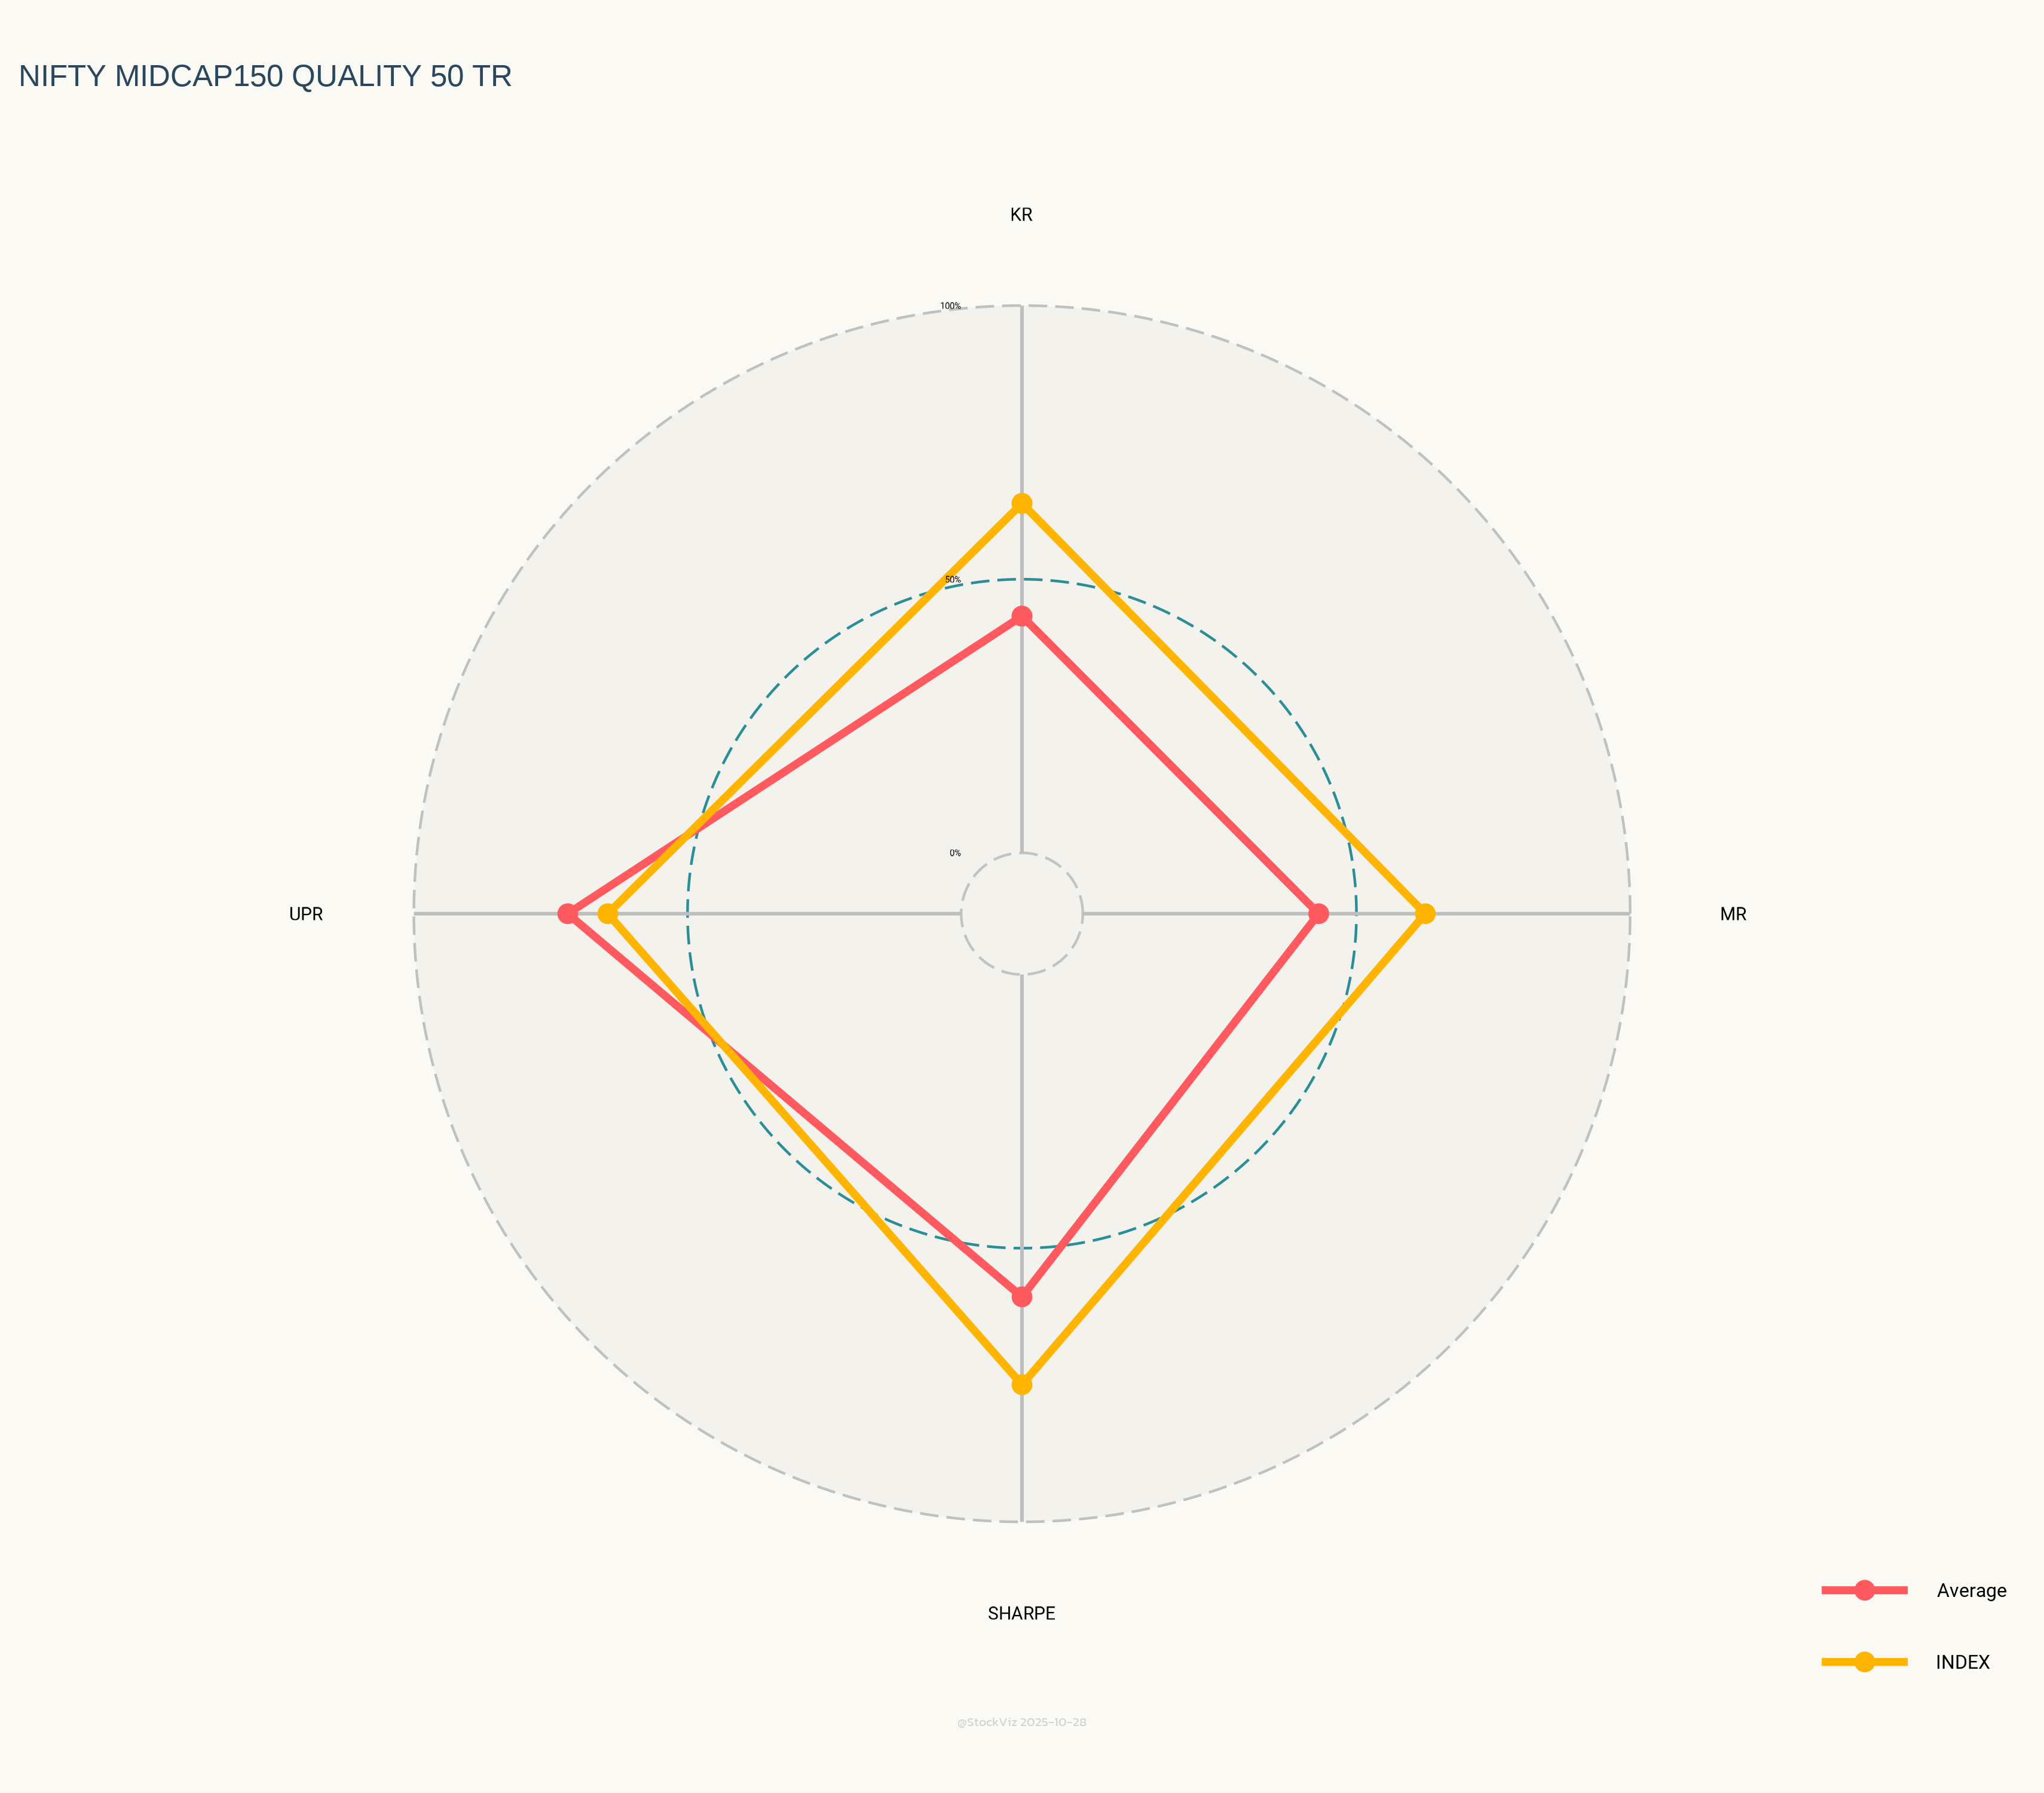 NIFTY MIDCAP150 QUALITY 50 TR
KR
100%
50%
0%
UPR
MR
SHARPE
Average
INDEX
@StockViz 2025-10-28